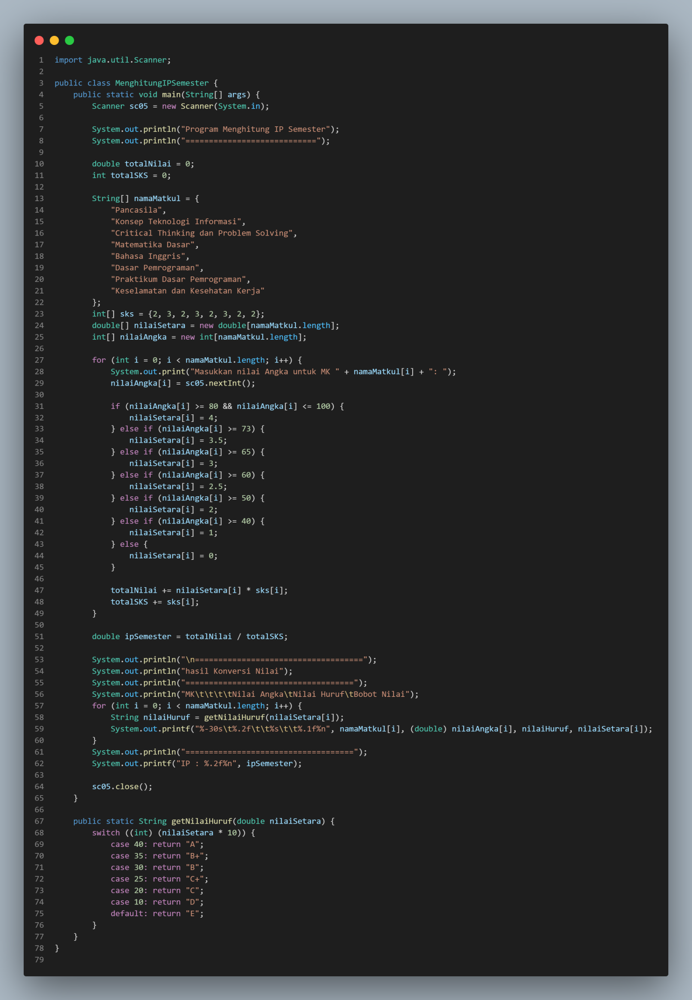 1 import java.util.Scanner;
2
3 public class MenghitungIPSemester {
4     public static void main(String[] args) {
5         Scanner sc05 = new Scanner(System.in);
6
7         System.out.println("Program Menghitung IP Semester");
8         System.out.println("============================");
9
10         double totalNilai = 0;
11         int totalSKS = 0;
12
13         String[] namaMatkul = {
14             "Pancasila",
15             "Konsep Teknologi Informasi",
16             "Critical Thinking dan Problem Solving",
17             "Matematika Dasar",
18             "Bahasa Inggris",
19             "Dasar Pemrograman",
20             "Praktikum Dasar Pemrograman",
21             "Keselamatan dan Kesehatan Kerja"
22         };
23         int[] sks = {2, 3, 2, 3, 2, 3, 2, 2};
24         double[] nilaiSetara = new double[namaMatkul.length];
25         int[] nilaiAngka = new int[namaMatkul.length];
26
27         for (int i = 0; i < namaMatkul.length; i++) {
28             System.out.print("Masukkan nilai Angka untuk MK " + namaMatkul[i] + ": ");
29             nilaiAngka[i] = sc05.nextInt();
30
31             if (nilaiAngka[i] >= 80 && nilaiAngka[i] <= 100) {
32                 nilaiSetara[i] = 4;
33             } else if (nilaiAngka[i] >= 73) {
34                 nilaiSetara[i] = 3.5;
35             } else if (nilaiAngka[i] >= 65) {
36                 nilaiSetara[i] = 3;
37             } else if (nilaiAngka[i] >= 60) {
38                 nilaiSetara[i] = 2.5;
39             } else if (nilaiAngka[i] >= 50) {
40                 nilaiSetara[i] = 2;
41             } else if (nilaiAngka[i] >= 40) {
42                 nilaiSetara[i] = 1;
43             } else {
44                 nilaiSetara[i] = 0;
45             }
46
47             totalNilai += nilaiSetara[i] * sks[i];
48             totalSKS += sks[i];
49         }
50
51         double ipSemester = totalNilai / totalSKS;
52
53         System.out.println("\n====================================");
54         System.out.println("hasil Konversi Nilai");
55         System.out.println("====================================");
56         System.out.println("MK\t\t\t\tNilai Angka\tNilai Huruf\tBobot Nilai");
57         for (int i = 0; i < namaMatkul.length; i++) {
58             String nilaiHuruf = getNilaiHuruf(nilaiSetara[i]);
59             System.out.printf("%-30s\t%.2f\t\t%s\t\t%.1f%n", namaMatkul[i], (double) nilaiAngka[i], nilaiHuruf, nilaiSetara[i]);
60         }
61         System.out.println("====================================");
62         System.out.printf("IP : %.2f%n", ipSemester);
63
64         sc05.close();
65     }
66
67     public static String getNilaiHuruf(double nilaiSetara) {
68         switch ((int) (nilaiSetara * 10)) {
69             case 40: return "A";
70             case 35: return "B+";
71             case 30: return "B";
72             case 25: return "C+";
73             case 20: return "C";
74             case 10: return "D";
75             default: return "E";
76         }
77     }
78 }
79